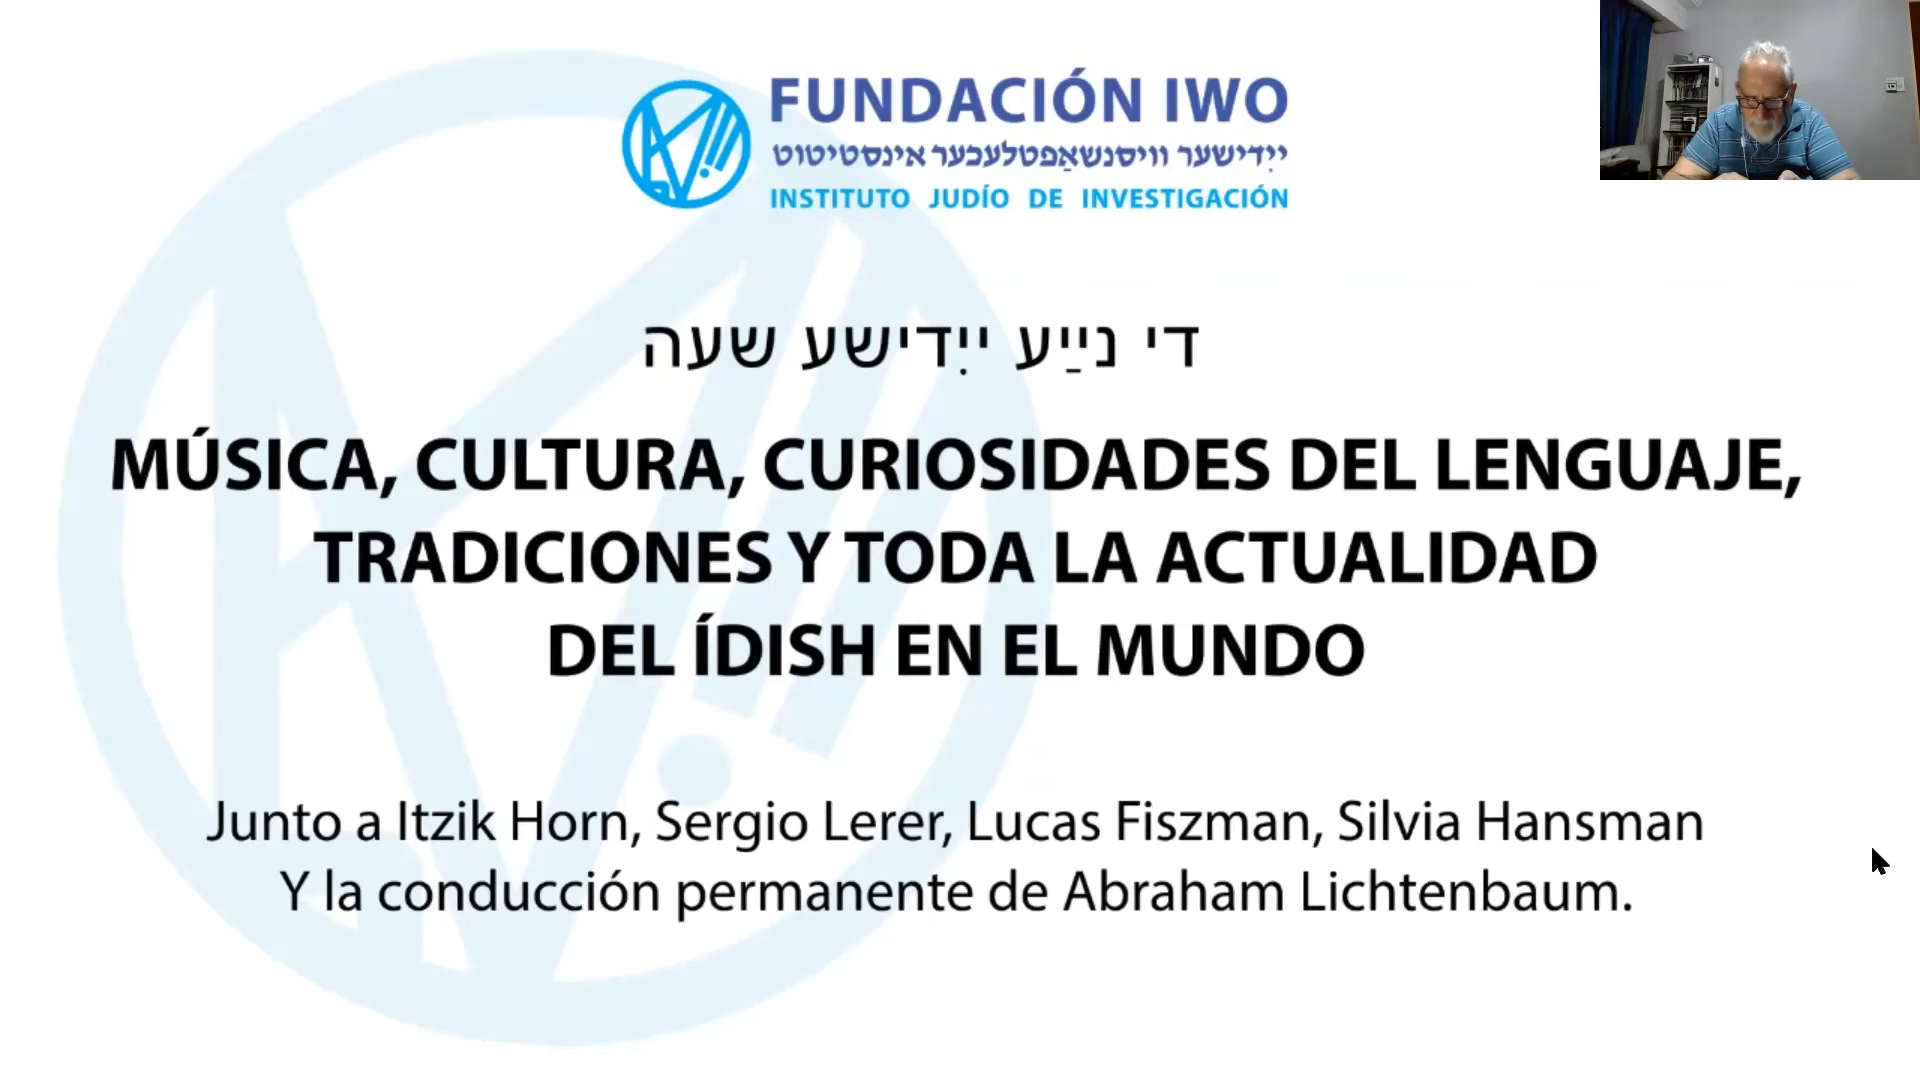 FUNDACIÓN IWO
ייִדישער וויסנשאַפטלעכער אינסטיטוט
INSTITUTO JUDÍO DE INVESTIGACIÓN
די נײַע ייִדישע שעה
MÚSICA, CULTURA, CURIOSIDADES DEL LENGUAJE,
TRADICIONES Y TODA LA ACTUALIDAD
DEL ÍDISH EN EL MUNDO
Junto a Itzik Horn, Sergio Lerer, Lucas Fiszman, Silvia Hansman
Y la conducción permanente de Abraham Lichtenbaum.